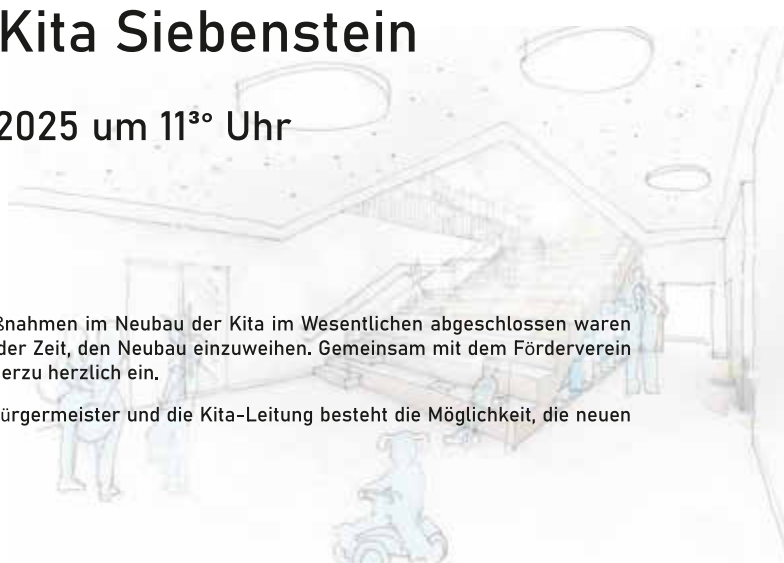 Kita Siebenstein
2025 um 11³⁰ Uhr
ßnahmen im Neubau der Kita im Wesentlichen abgeschlossen waren
der Zeit, den Neubau einzuweihen. Gemeinsam mit dem Förderverein
erzu herzlich ein.
ürgermeister und die Kita-Leitung besteht die Möglichkeit, die neuen